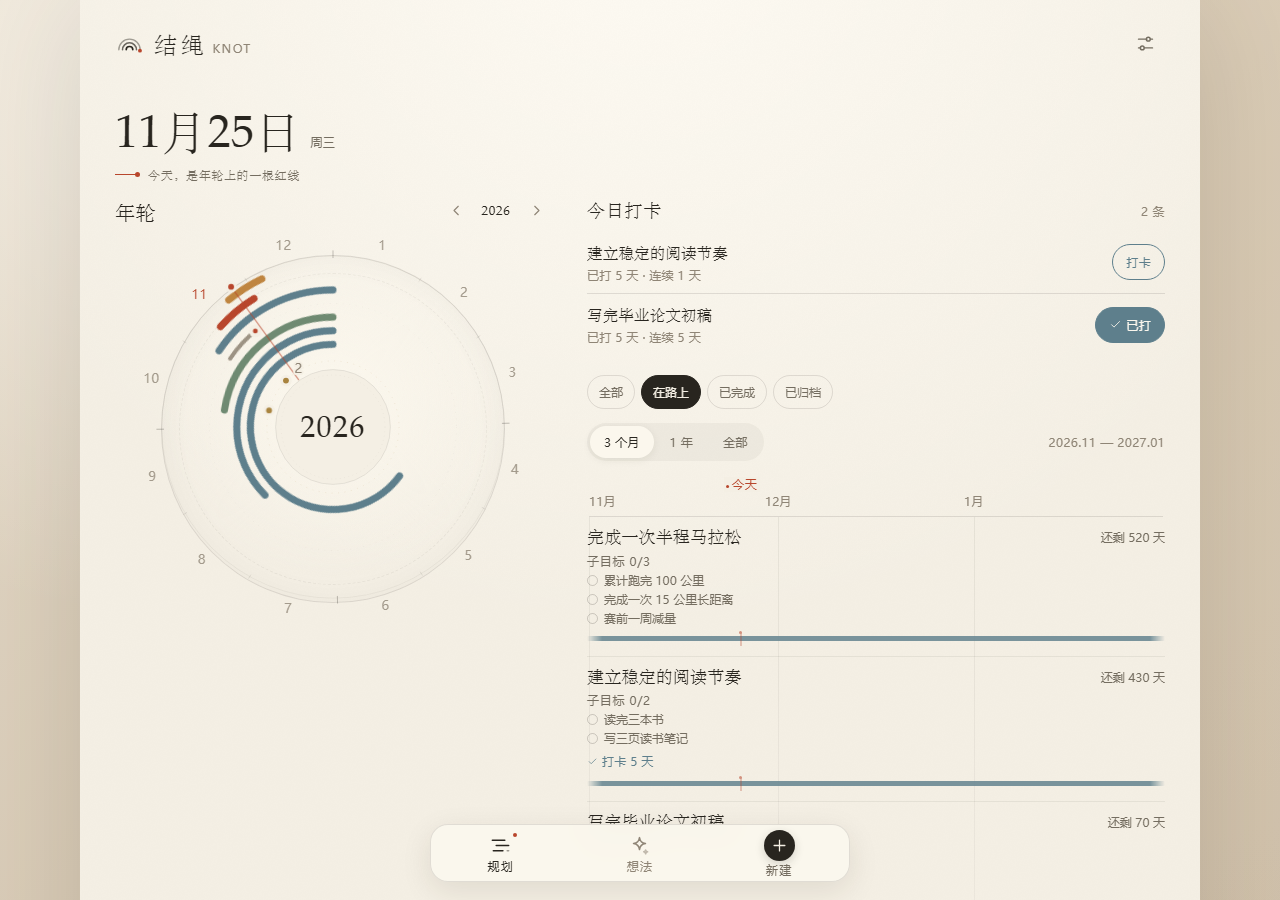 结绳 KNOT
11月25日 周三
今天，是年轮上的一根红线
年轮
2026
12
1
11
2
2
10
3
2026
9
4
8
5
7
6
今日打卡
2 条
建立稳定的阅读节奏
已打 5 天 · 连续 1 天
打卡
写完毕业论文初稿
已打 5 天 · 连续 5 天
已打
全部
在路上
已完成
已归档
3 个月
1 年
全部
2026.11 — 2027.01
今天
11月
12月
1月
完成一次半程马拉松
还剩 520 天
子目标 0/3
累计跑完 100 公里
完成一次 15 公里长距离
赛前一周减量
建立稳定的阅读节奏
还剩 430 天
子目标 0/2
读完三本书
写三页读书笔记
打卡 5 天
写完毕业论文初稿
还剩 70 天
规划
想法
新建